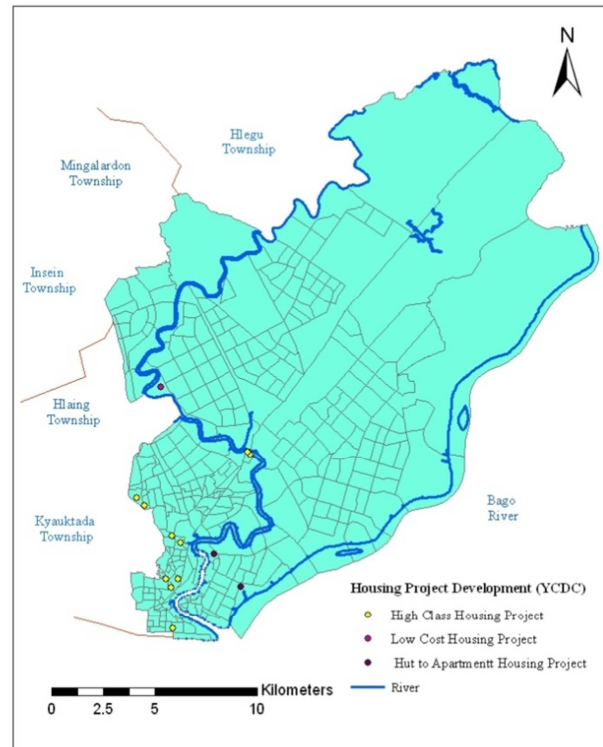 N
Hlegu
Township
Mingalardon
Township
Insein
Township
Hlaing
Township
Kyauktada
Township
Bago
River
Housing Project Development (YCDC)
High Class Housing Project
Low Cost Housing Project
Hut to Apartmentt Housing Project
River
Kilometers
0 2.5 5 10